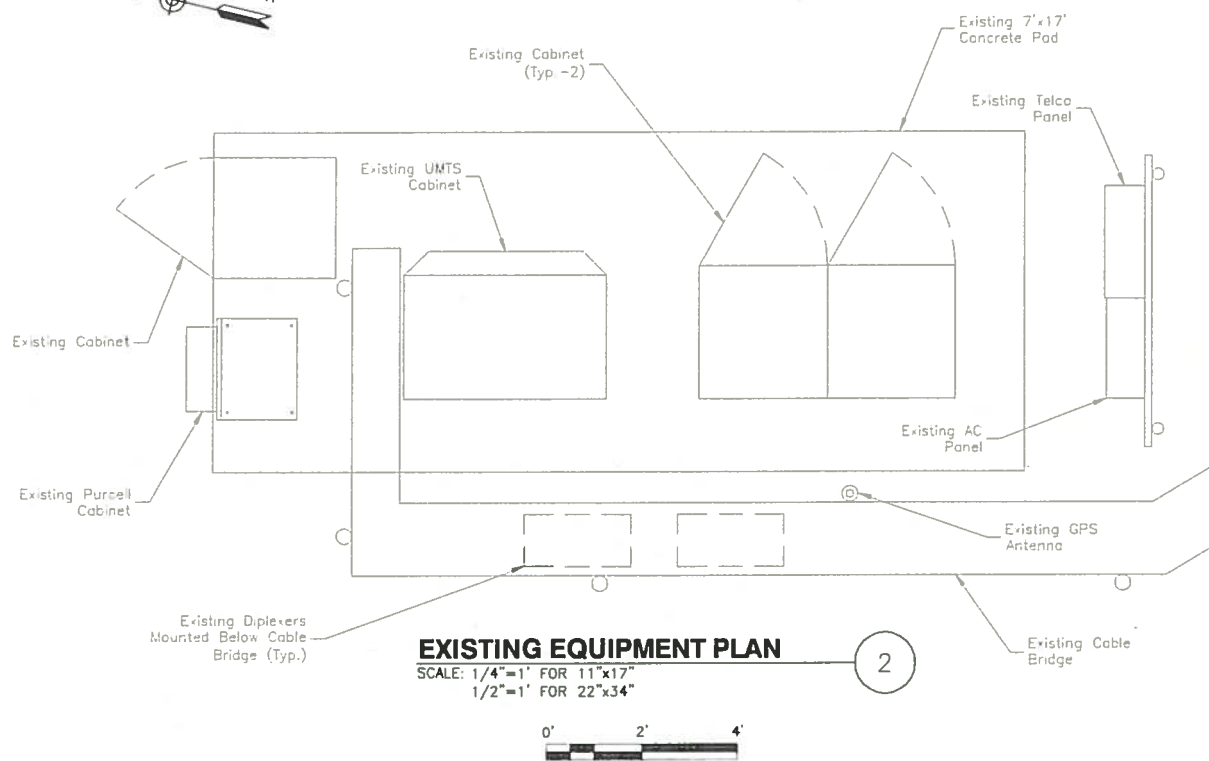 Existing 7'x17'
Concrete Pad
Existing Cabinet
(Typ.-2)
Existing Telco
Panel
Existing UMTS
Cabinet
Existing Cabinet
Existing AC
Panel
Existing Purcell
Cabinet
Existing GPS
Antenna
Existing Diplexers
Mounted Below Cable
Bridge (Typ.)
Existing Cable
Bridge
EXISTING EQUIPMENT PLAN
2
SCALE: 1/4"=1' FOR 11"x17"
1/2"=1' FOR 22"x34"
0' 2' 4'